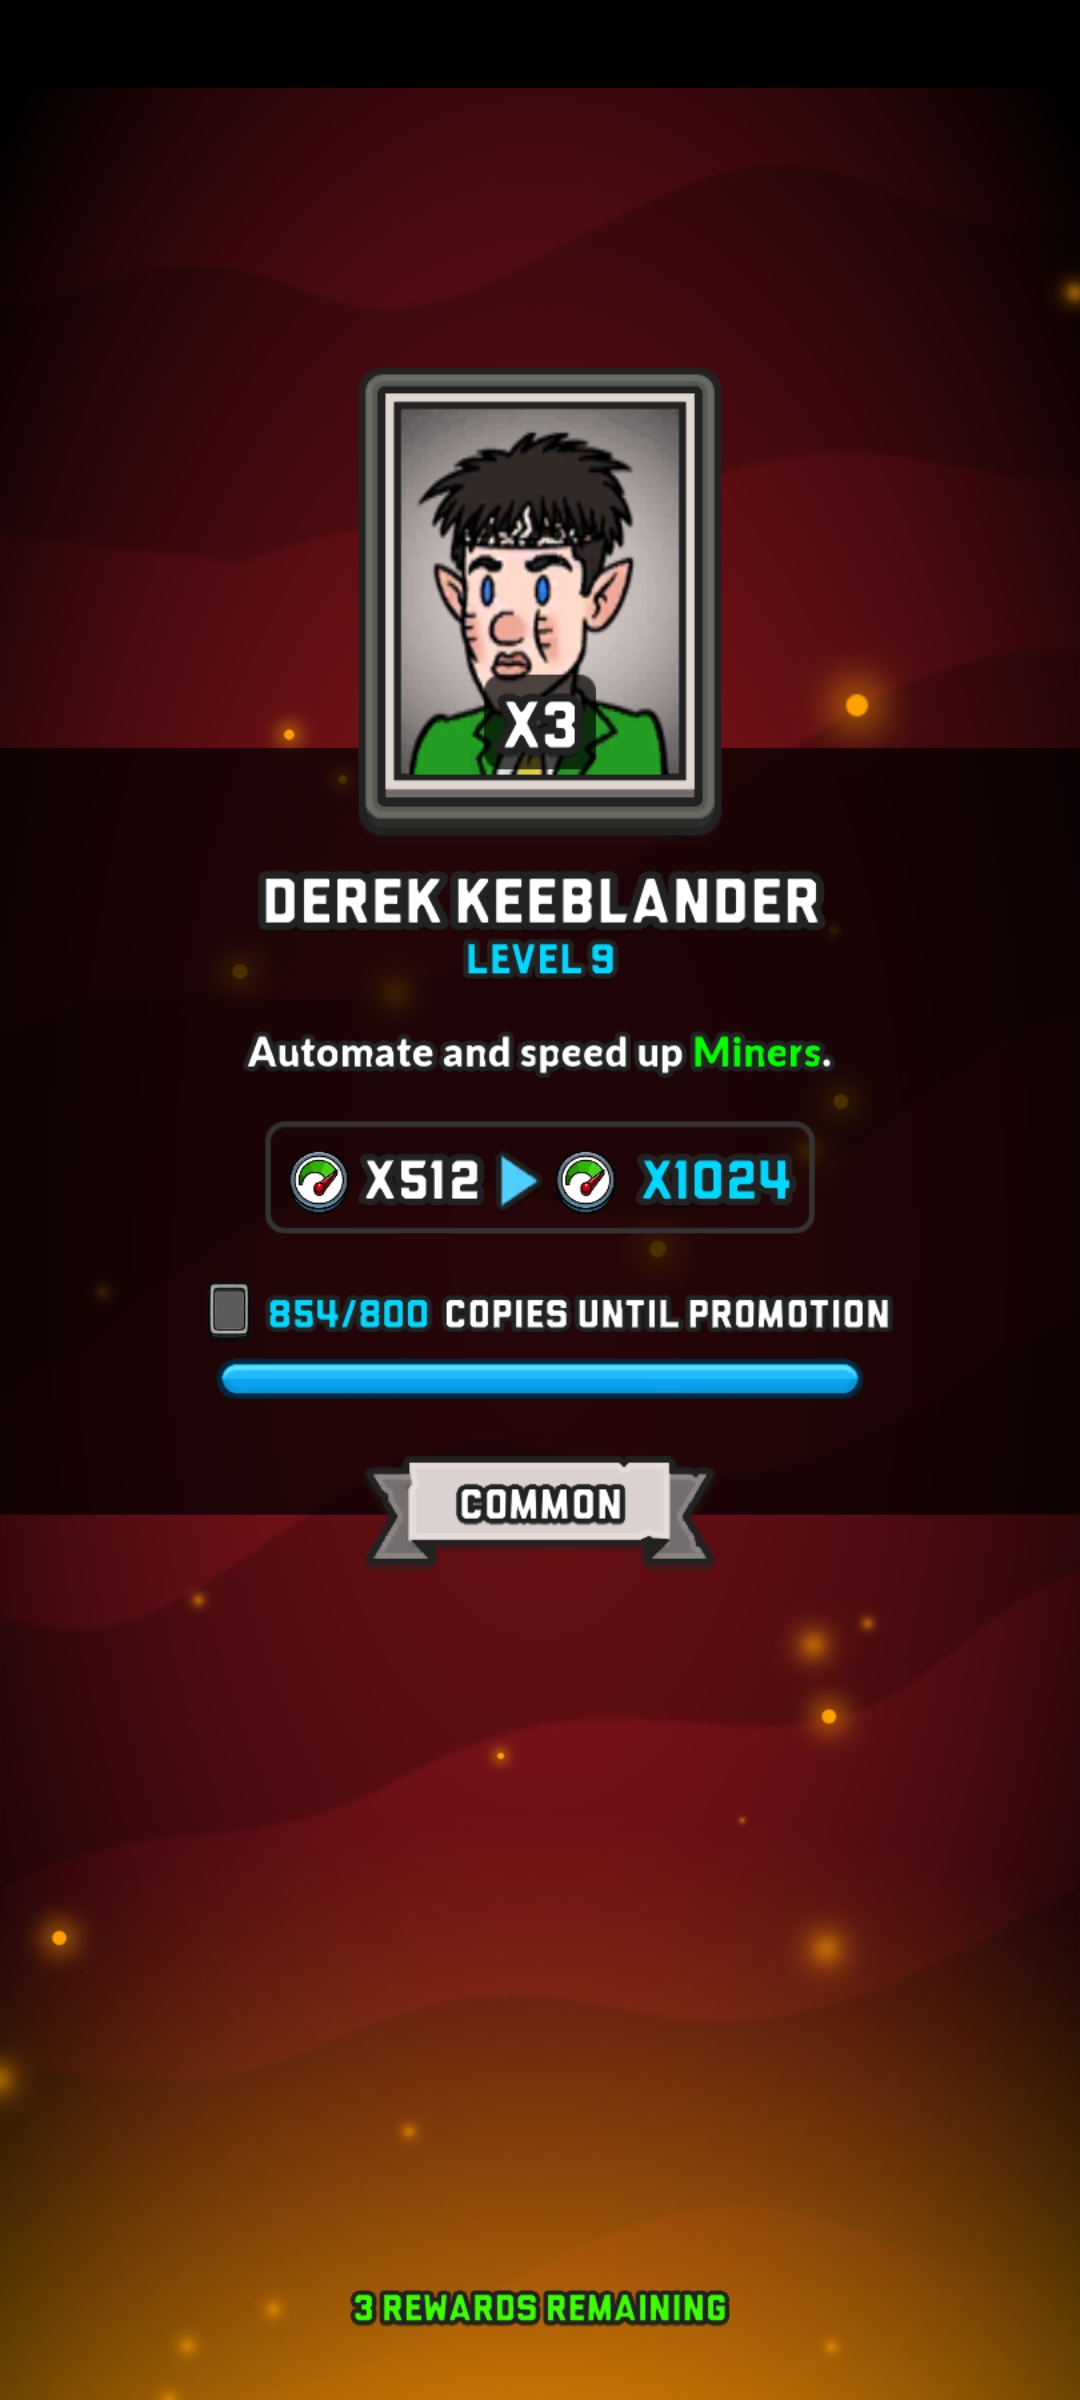 X3
DEREK KEEBLANDER
LEVEL 9
Automate and speed up Miners.
X512 X1024
854/800 COPIES UNTIL PROMOTION
COMMON
3 REWARDS REMAINING